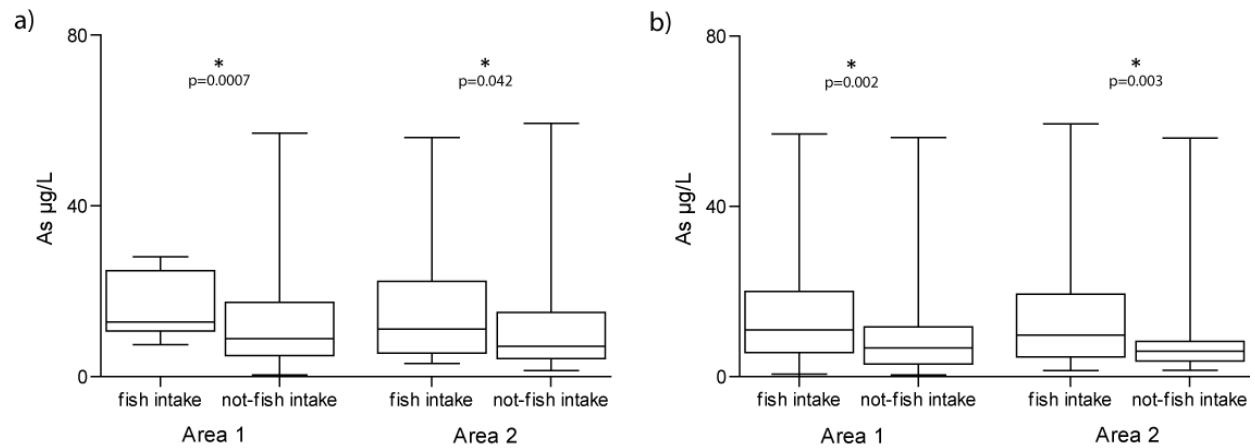 a)
80
40
0
As µg/L
*
p=0.0007
*
p=0.042
fish intake
not-fish intake
fish intake
not-fish intake
Area 1
Area 2
b)
80
40
0
As µg/L
*
p=0.002
*
p=0.003
fish intake
not-fish intake
fish intake
not-fish intake
Area 1
Area 2